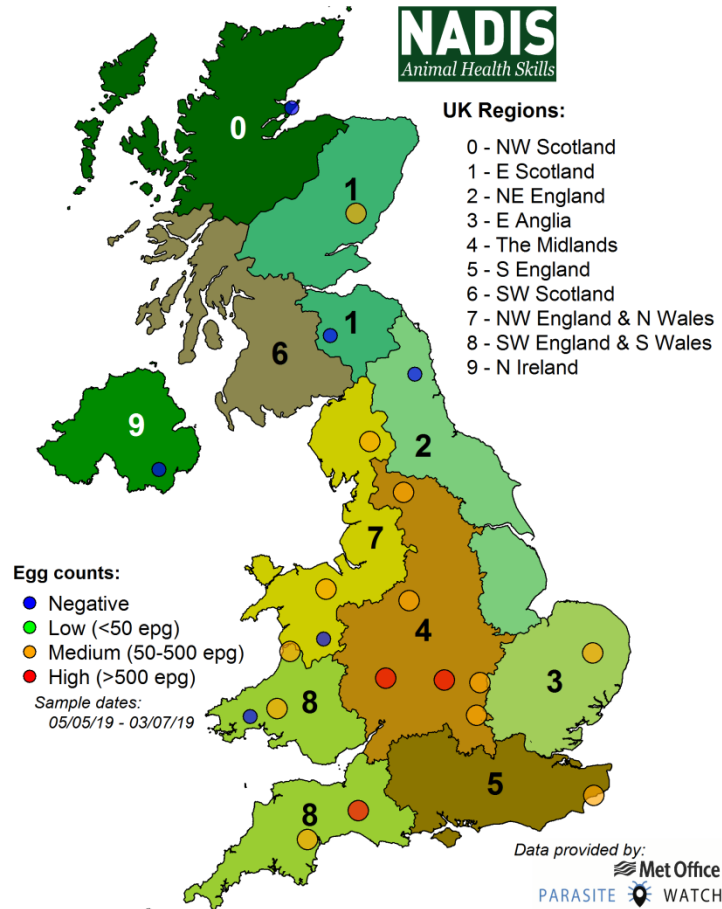 NADIS
Animal Health Skills
UK Regions:
0 - NW Scotland
1 - E Scotland
2 - NE England
3 - E Anglia
4 - The Midlands
5 - S England
6 - SW Scotland
7 - NW England & N Wales
8 - SW England & S Wales
9 - N Ireland
0
1
1
6
9
2
7
4
3
8
5
8
Egg counts:
Negative
Low (<50 epg)
Medium (50-500 epg)
High (>500 epg)
Sample dates:
05/05/19 - 03/07/19
Data provided by:
Met Office
PARASITE WATCH